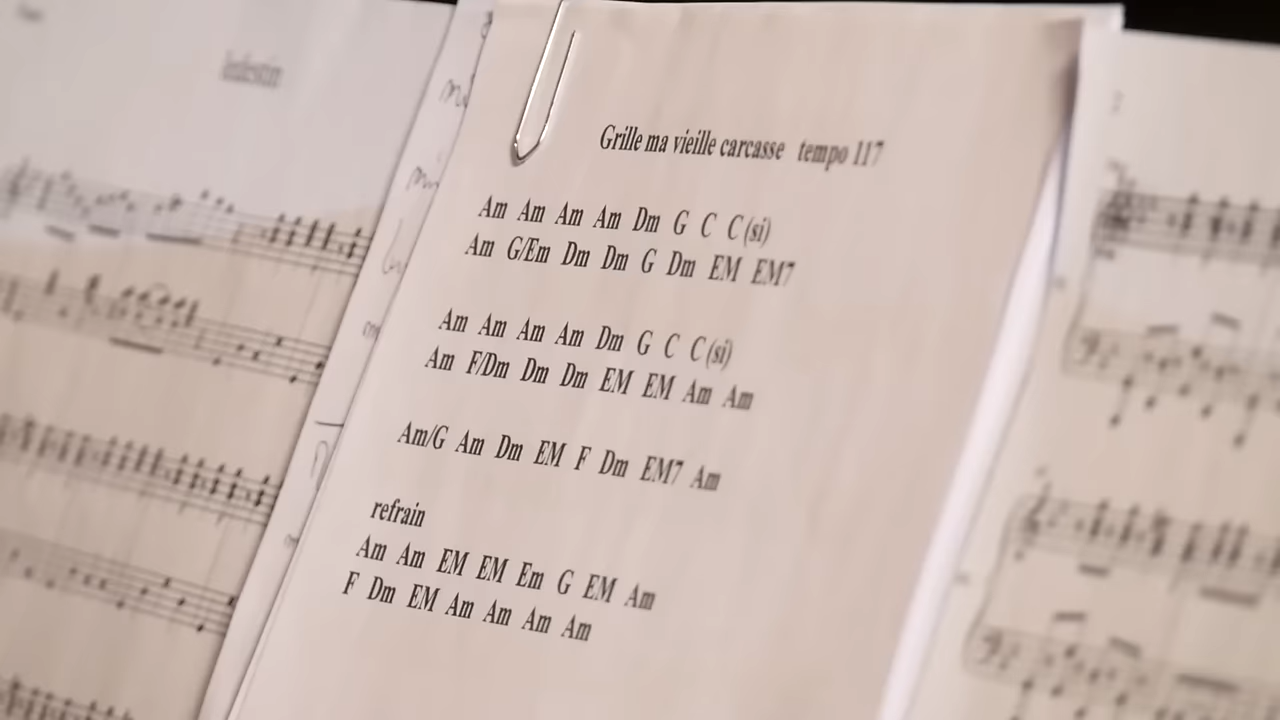 Grille ma vieille carcasse tempo 117
Am Am Am Am Dm G C C (si)
Am G/Em Dm Dm G Dm EM EM7
Am Am Am Am Dm G C C (si)
Am F/Dm Dm Dm EM EM Am Am
Am/G Am Dm EM F Dm EM7 Am
refrain
Am Am EM EM Em G EM Am
F Dm EM Am Am Am Am